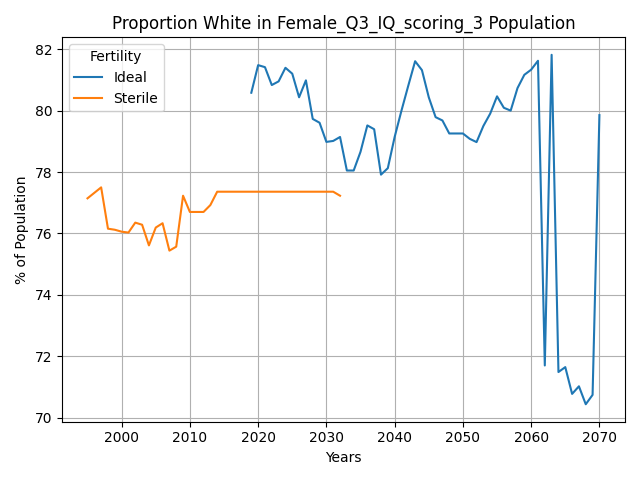 Proportion White in Female_Q3_IQ_scoring_3 Population
Fertility
Ideal
Sterile
% of Population
82
80
78
76
74
72
70
2000 2010 2020 2030 2040 2050 2060 2070
Years